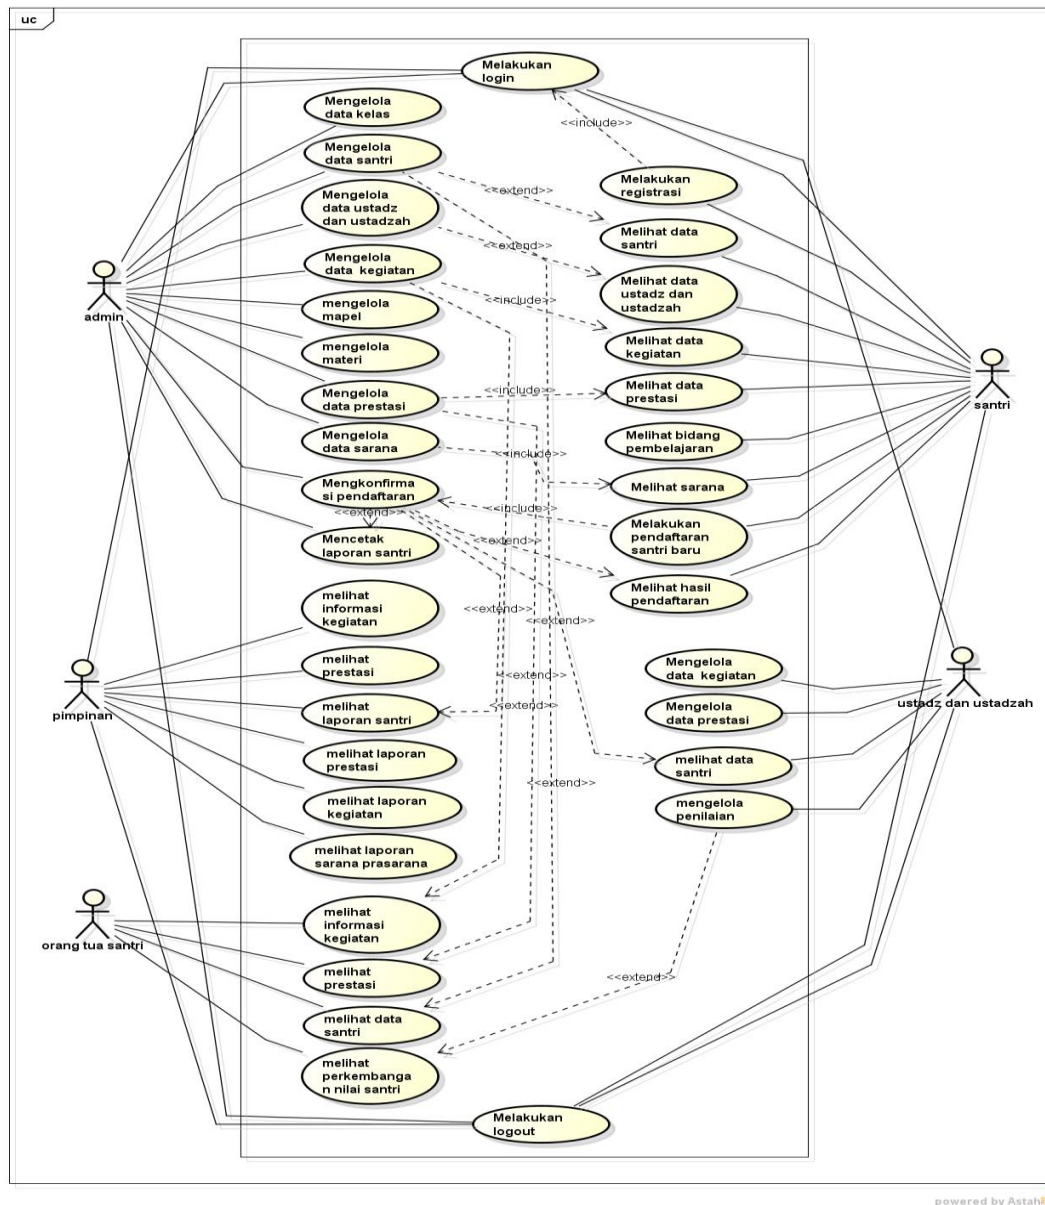 uc
Melakukan
login
Mengelola
data kelas
<<include>>
Mengelola
data santri
Melakukan
registrasi
<<extend>>
Mengelola
data ustadz
dan ustadzah
Melihat data
santri
<<extend>>
Mengelola
data kegiatan
Melihat data
ustadz dan
ustadzah
admin
mengelola
mapel
<<include>>
mengelola
materi
Melihat data
kegiatan
Mengelola
data prestasi
<<include>>
Melihat data
prestasi
santri
Mengelola
data sarana
<<include>>
Melihat bidang
pembelajaran
Mengkonfirma
si pendaftaran
Melihat sarana
<<extend>>
<<include>>
Mencetak
laporan santri
<<extend>>
Melakukan
pendaftaran
santri baru
Melihat hasil
pendaftaran
melihat
informasi
kegiatan
<<extend>>
<<extend>>
melihat
prestasi
<<extend>>
Mengelola
data kegiatan
pimpinan
melihat
laporan santri
<<extend>>
Mengelola
data prestasi
ustadz dan ustadzah
melihat laporan
prestasi
melihat data
santri
<<extend>>
melihat laporan
kegiatan
mengelola
penilaian
melihat laporan
sarana prasarana
orang tua santri
melihat
informasi
kegiatan
melihat
prestasi
<<extend>>
melihat data
santri
melihat
perkembanga
n nilai santri
Melakukan
logout
powered by Astah